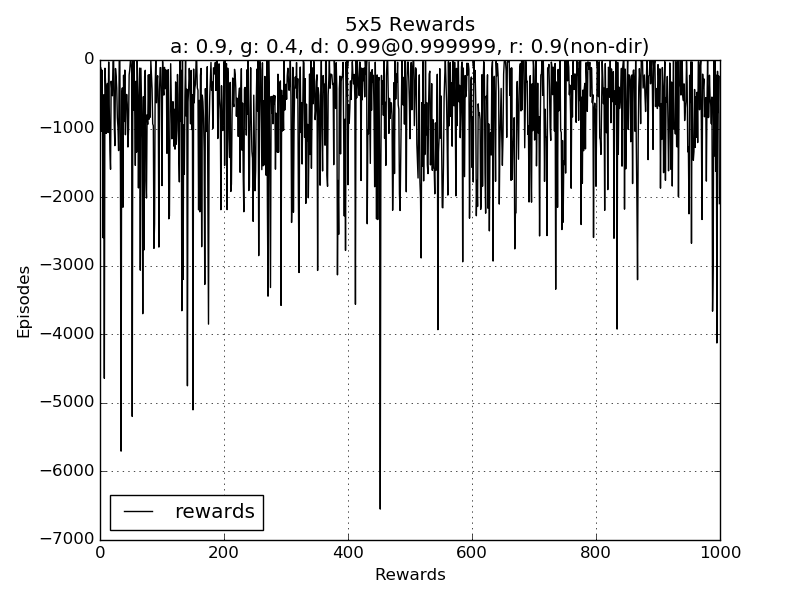 5x5 Rewards
a: 0.9, g: 0.4, d: 0.99@0.999999, r: 0.9(non-dir)
0
−1000
−2000
−3000
−4000
−5000
−6000
−7000
Episodes
rewards
0 200 400 600 800 1000
Rewards